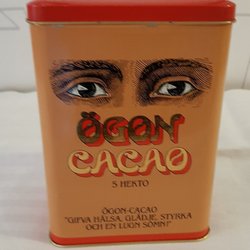 ÖGON
CACAO
5 HEKTO
ÖGON-CACAO
"GIFVA HÄLSA, GLÄDJE, STYRKA
OCH EN LUGN SÖMN!"